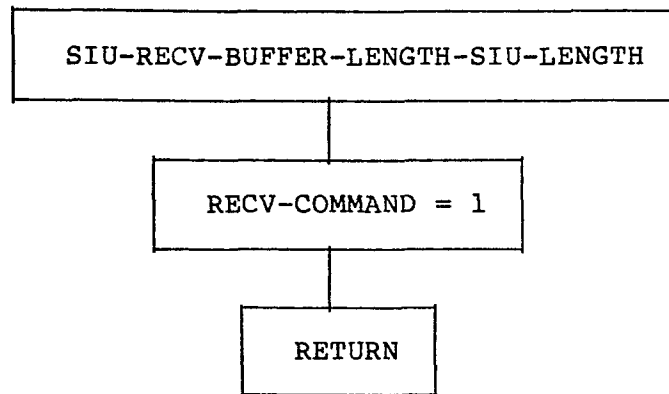 SIU-RECV-BUFFER-LENGTH-SIU-LENGTH
RECV-COMMAND = 1
RETURN